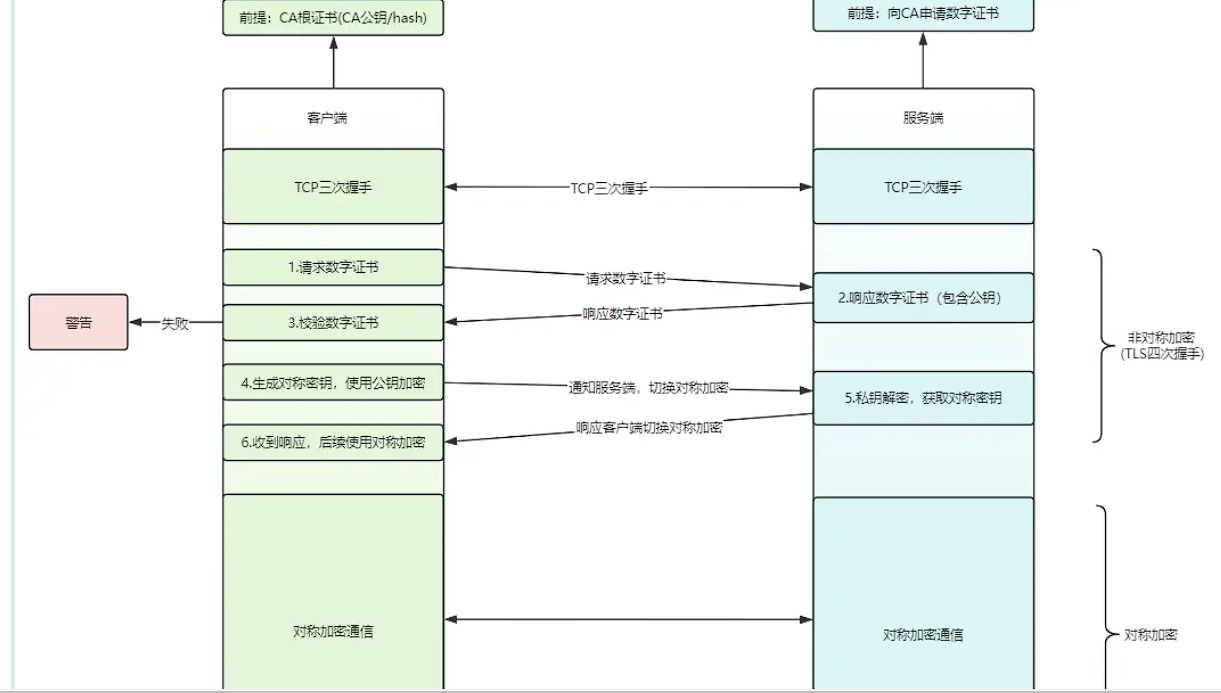 前提：CA根证书(CA公钥/hash)
前提：向CA申请数字证书
客户端
服务端
TCP三次握手
TCP三次握手
TCP三次握手
1.请求数字证书
请求数字证书
2.响应数字证书（包含公钥）
响应数字证书
3.校验数字证书
失败
警告
非对称加密
(TLS四次握手)
4.生成对称密钥，使用公钥加密
通知服务端，切换对称加密
5.私钥解密，获取对称密钥
响应客户端切换对称加密
6.收到响应，后续使用对称加密
对称加密通信
对称加密通信
对称加密